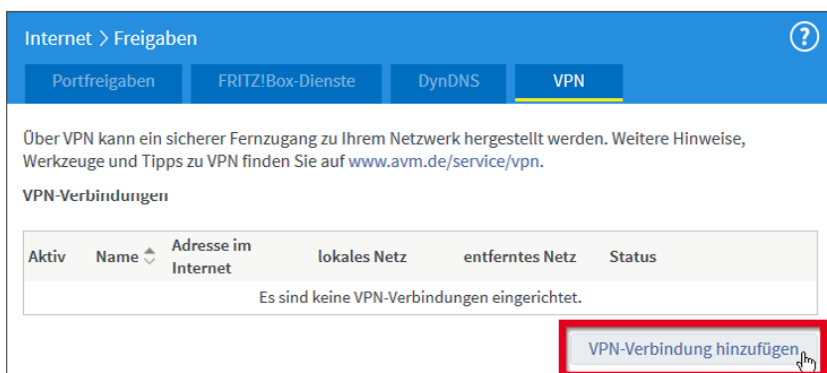 Internet > Freigaben
?
Portfreigaben FRITZ!Box-Dienste DynDNS VPN
Über VPN kann ein sicherer Fernzugang zu Ihrem Netzwerk hergestellt werden. Weitere Hinweise,
Werkzeuge und Tipps zu VPN finden Sie auf www.avm.de/service/vpn.
VPN-Verbindungen
Aktiv Name Adresse im Internet lokales Netz entferntes Netz Status
Es sind keine VPN-Verbindungen eingerichtet.
VPN-Verbindung hinzufügen